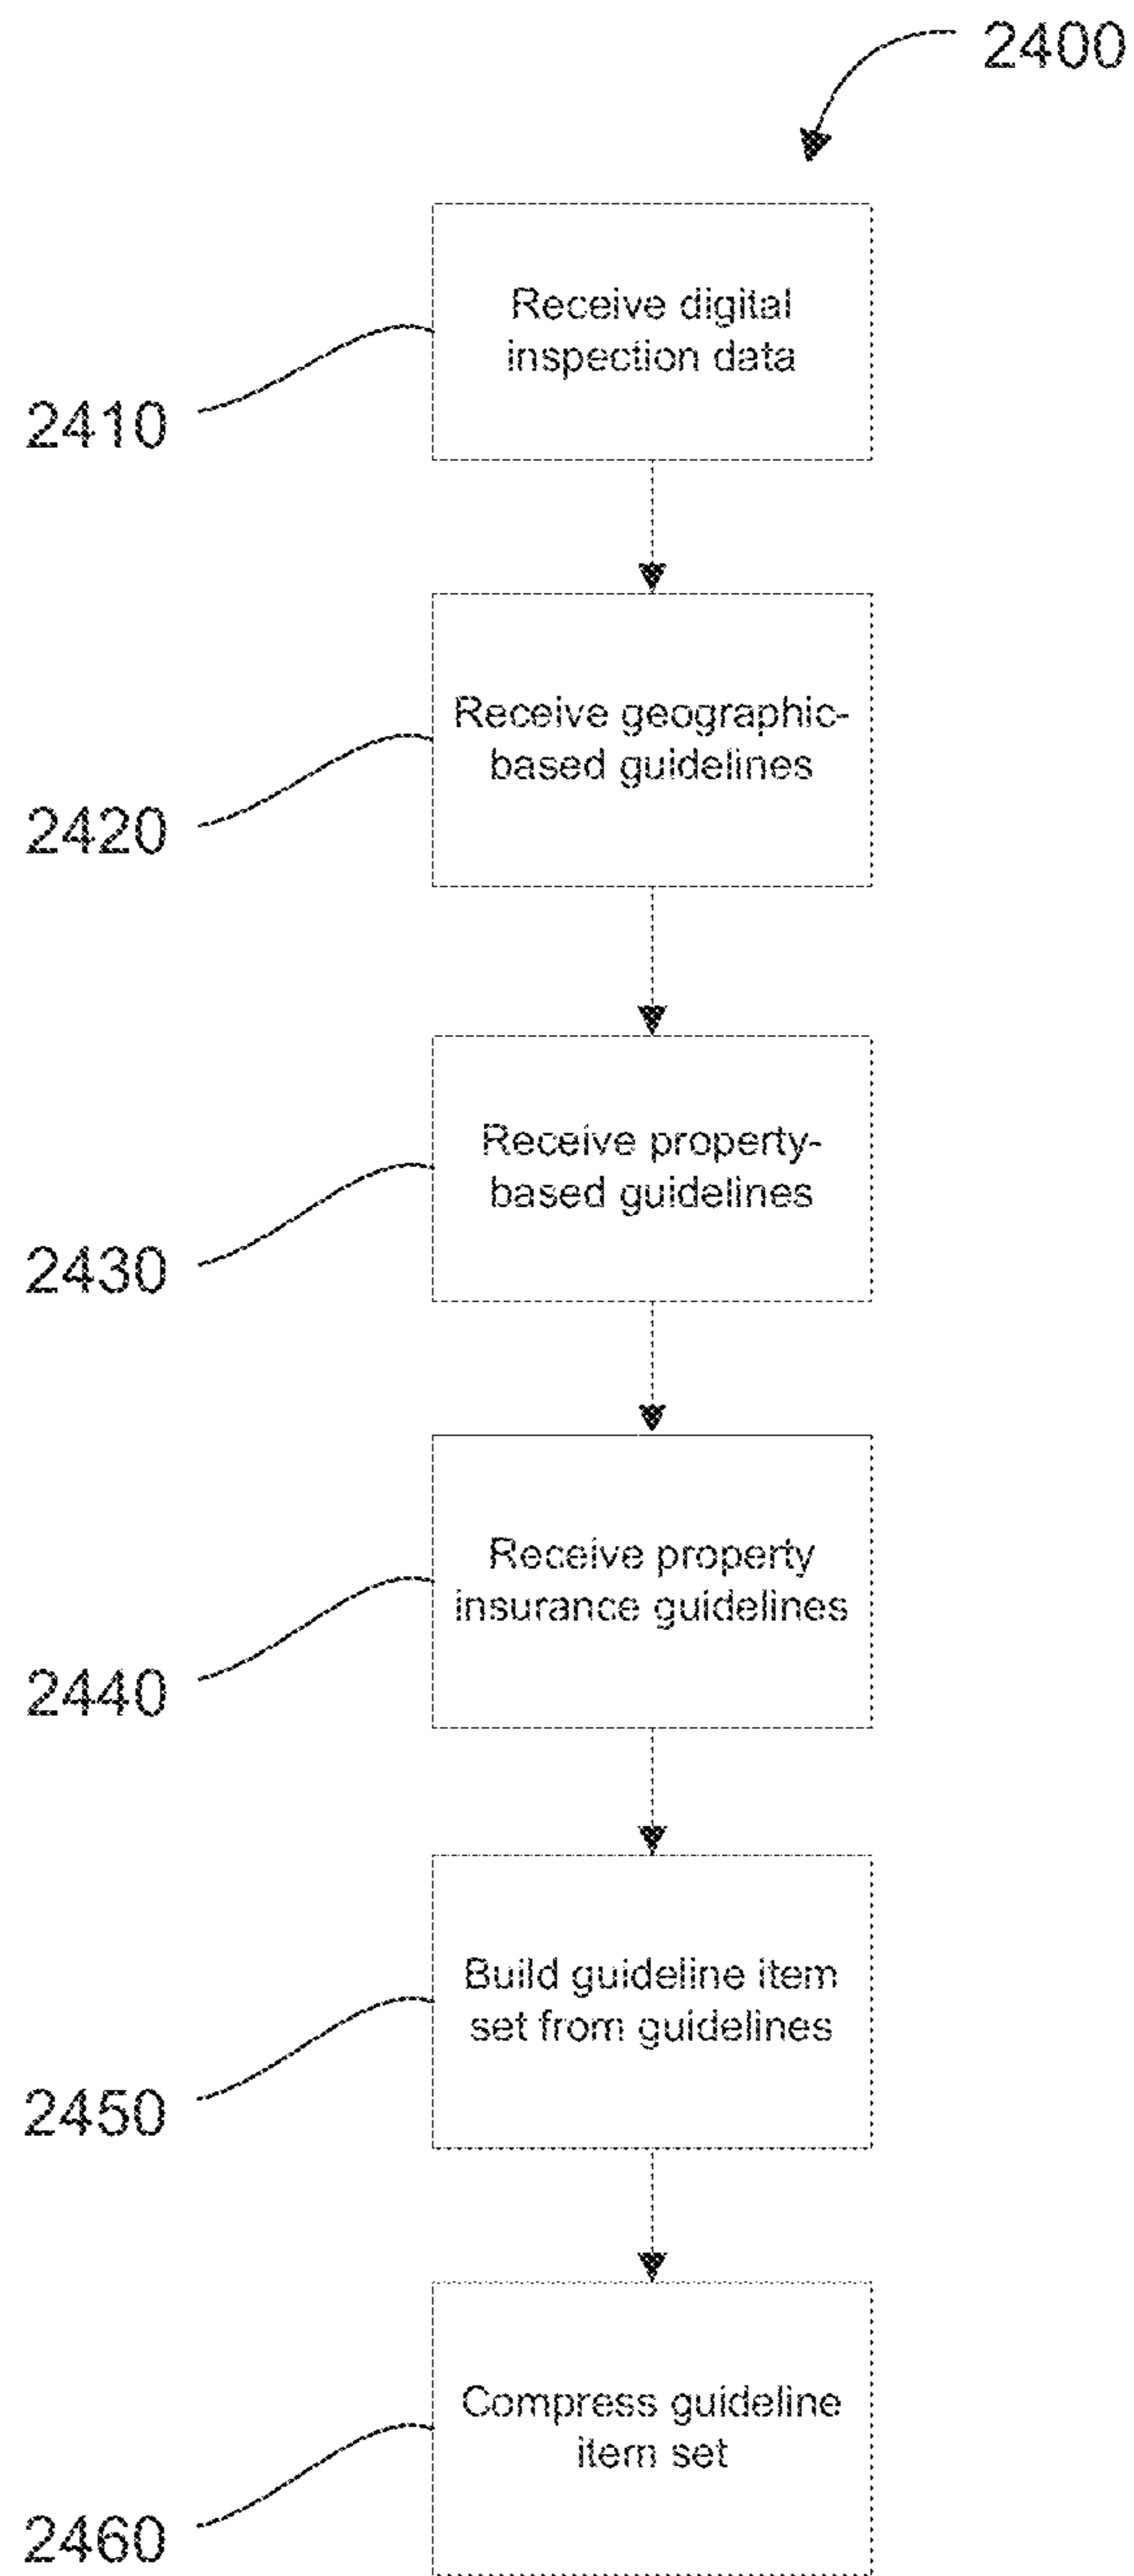 2400
Receive digital
inspection data
2410
Receive geographic-
based guidelines
2420
Receive property-
based guidelines
2430
Receive property
insurance guidelines
2440
Build guideline item
set from guidelines
2450
Compress guideline
item set
2460